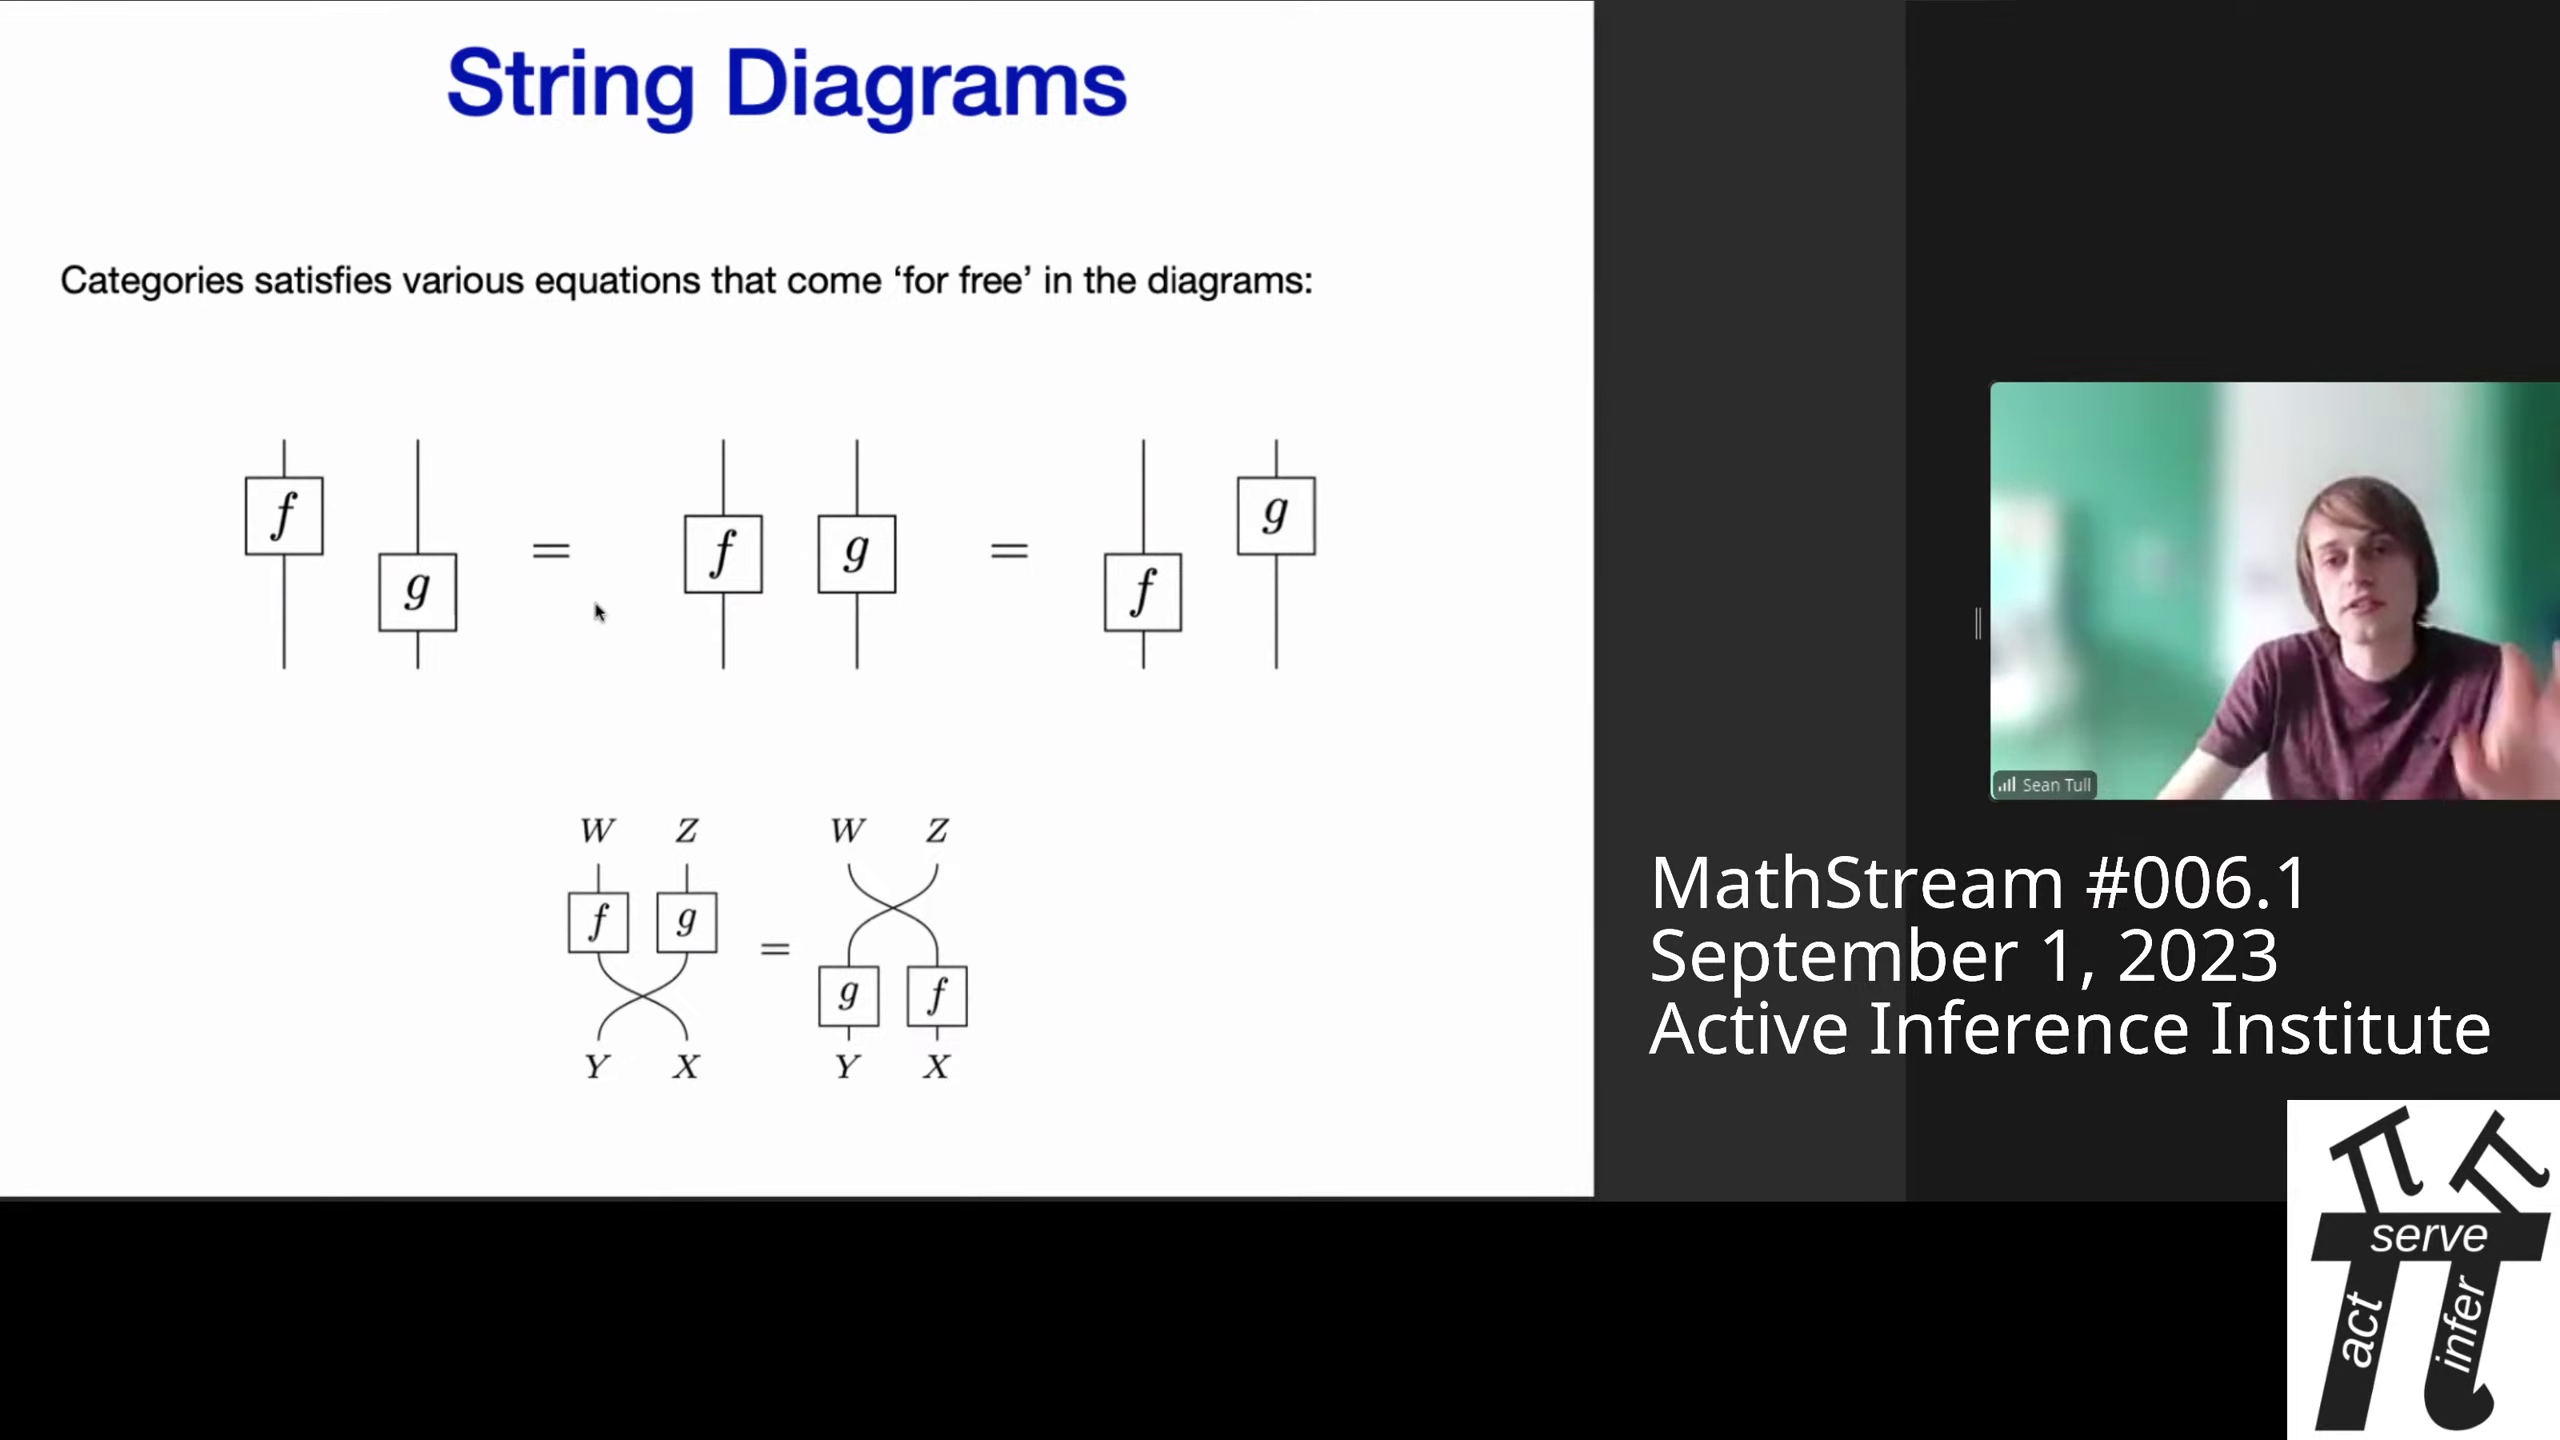 String Diagrams
Categories satisfies various equations that come ‘for free’ in the diagrams:
f g = f g = f g
W Z W Z
f g = g f
Y X Y X
Sean Tull
MathStream #006.1
September 1, 2023
Active Inference Institute
serve
act
infer